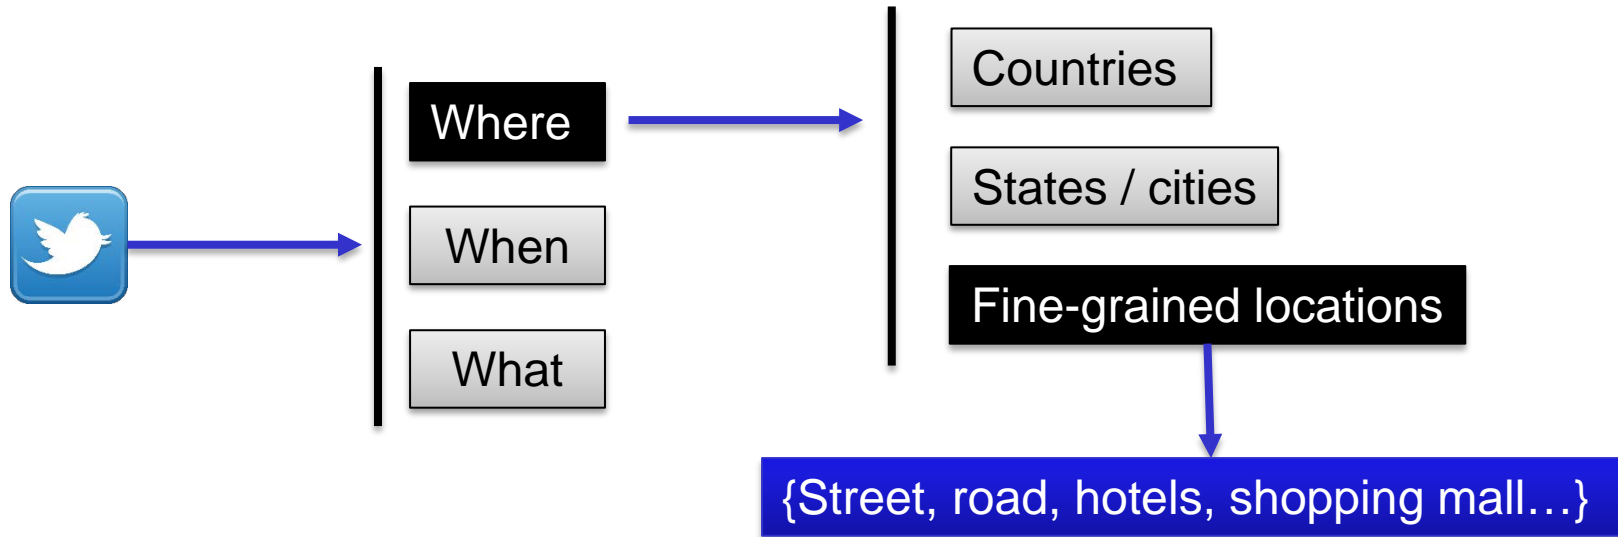 Where
When
What
Countries
States / cities
Fine-grained locations
{Street, road, hotels, shopping mall…}